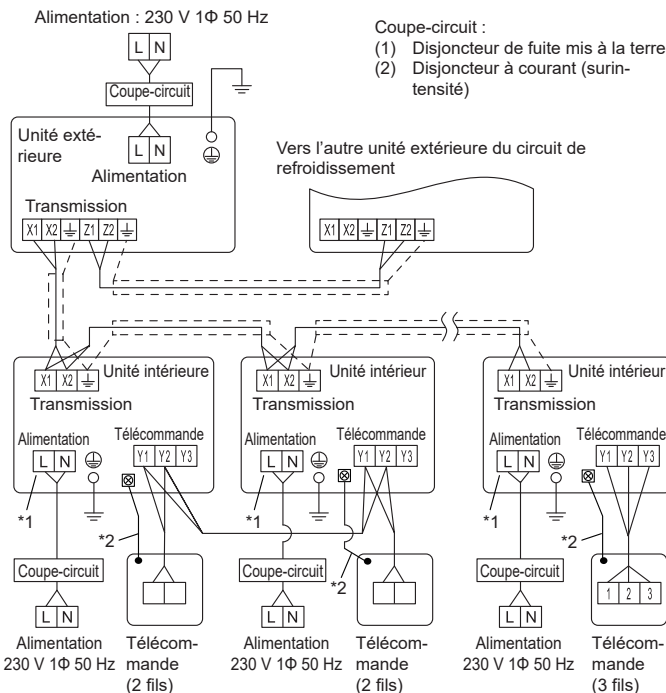 Alimentation : 230 V 1Φ 50 Hz
L N
Coupe-circuit
Coupe-circuit :
(1) Disjoncteur de fuite mis à la terre
(2) Disjoncteur à courant (surin-
tensité)
Unité exté-
rieure
L N
Alimentation
Transmission
X1 X2 Z1 Z2
Vers l'autre unité extérieure du circuit de
refroidissement
X1 X2 Z1 Z2
X1 X2
Unité intérieure
Transmission
Alimentation
Télécommande
L N
Y1 Y2 Y3
*1
*2
Coupe-circuit
L N
Alimentation
230 V 1Φ 50 Hz
Télécom-
mande
(2 fils)
X1 X2
Unité intérieur
Transmission
Alimentation
Télécommande
L N
Y1 Y2 Y3
*1
*2
Coupe-circuit
L N
Alimentation
230 V 1Φ 50 Hz
Télécom-
mande
(2 fils)
X1 X2
Unité intérieur
Transmission
Alimentation
Télécommande
L N
Y1 Y2 Y3
*1
*2
Coupe-circuit
1 2 3
L N
Alimentation
230 V 1Φ 50 Hz
Télécom-
mande
(3 fils)